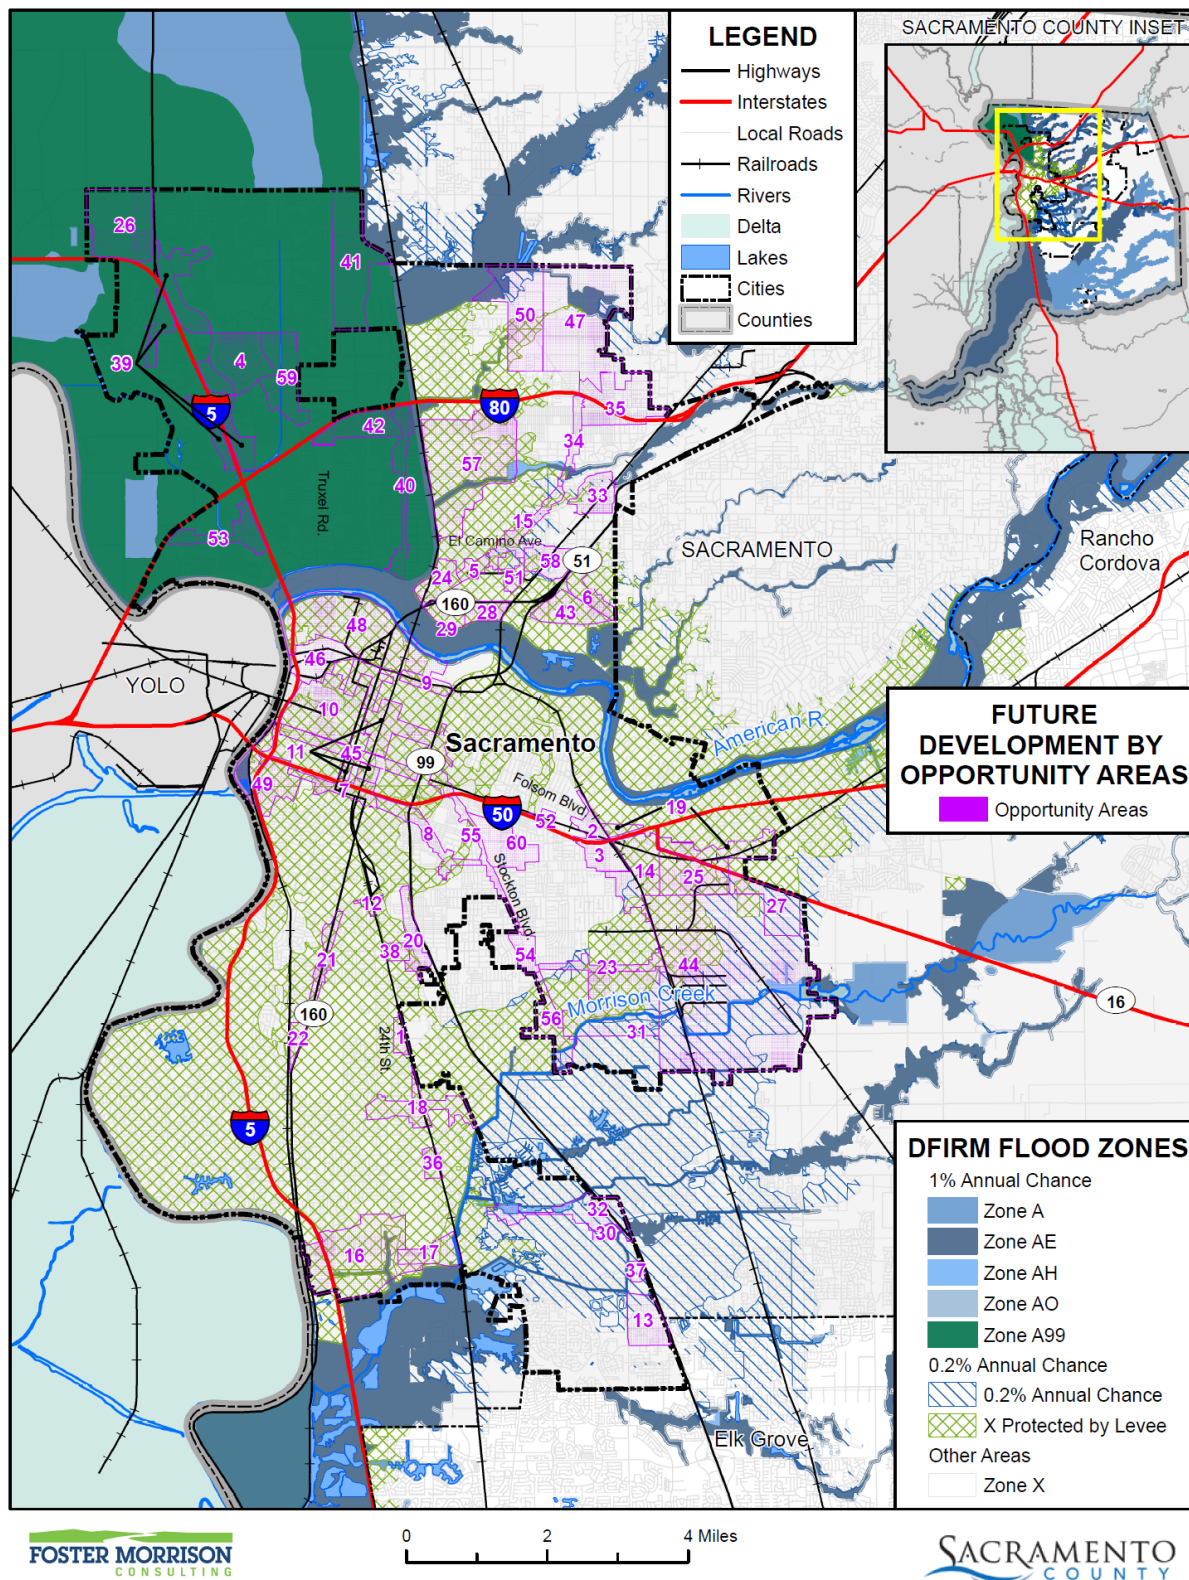 SACRAMENTO COUNTY INSET
LEGEND
Highways
Interstates
Local Roads
Railroads
Rivers
Delta
Lakes
Cities
Counties
26
41
50
47
39
4
59
5
80
35
42
34
57
40
33
Truxel Rd.
15
53
El Camino Ave
SACRAMENTO
Rancho
Cordova
58
51
24
5
51
6
160
28
43
29
48
46
YOLO
9
10
FUTURE
DEVELOPMENT BY
OPPORTUNITY AREAS
Opportunity Areas
American R.
Sacramento
11
45
99
49
7
Folsom Blvd
50
19
52
2
8
55
60
3
14
25
Stockton Blvd.
12
27
20
38
54
21
23
44
Morrison Creek
16
160
56
31
22
1
24th St.
18
5
36
DFIRM FLOOD ZONES
1% Annual Chance
Zone A
Zone AE
Zone AH
Zone AO
Zone A99
0.2% Annual Chance
0.2% Annual Chance
X Protected by Levee
Other Areas
Zone X
32
30
16
17
37
13
Elk Grove
FOSTER MORRISON
CONSULTING
0 2 4 Miles
SACRAMENTO
COUNTY